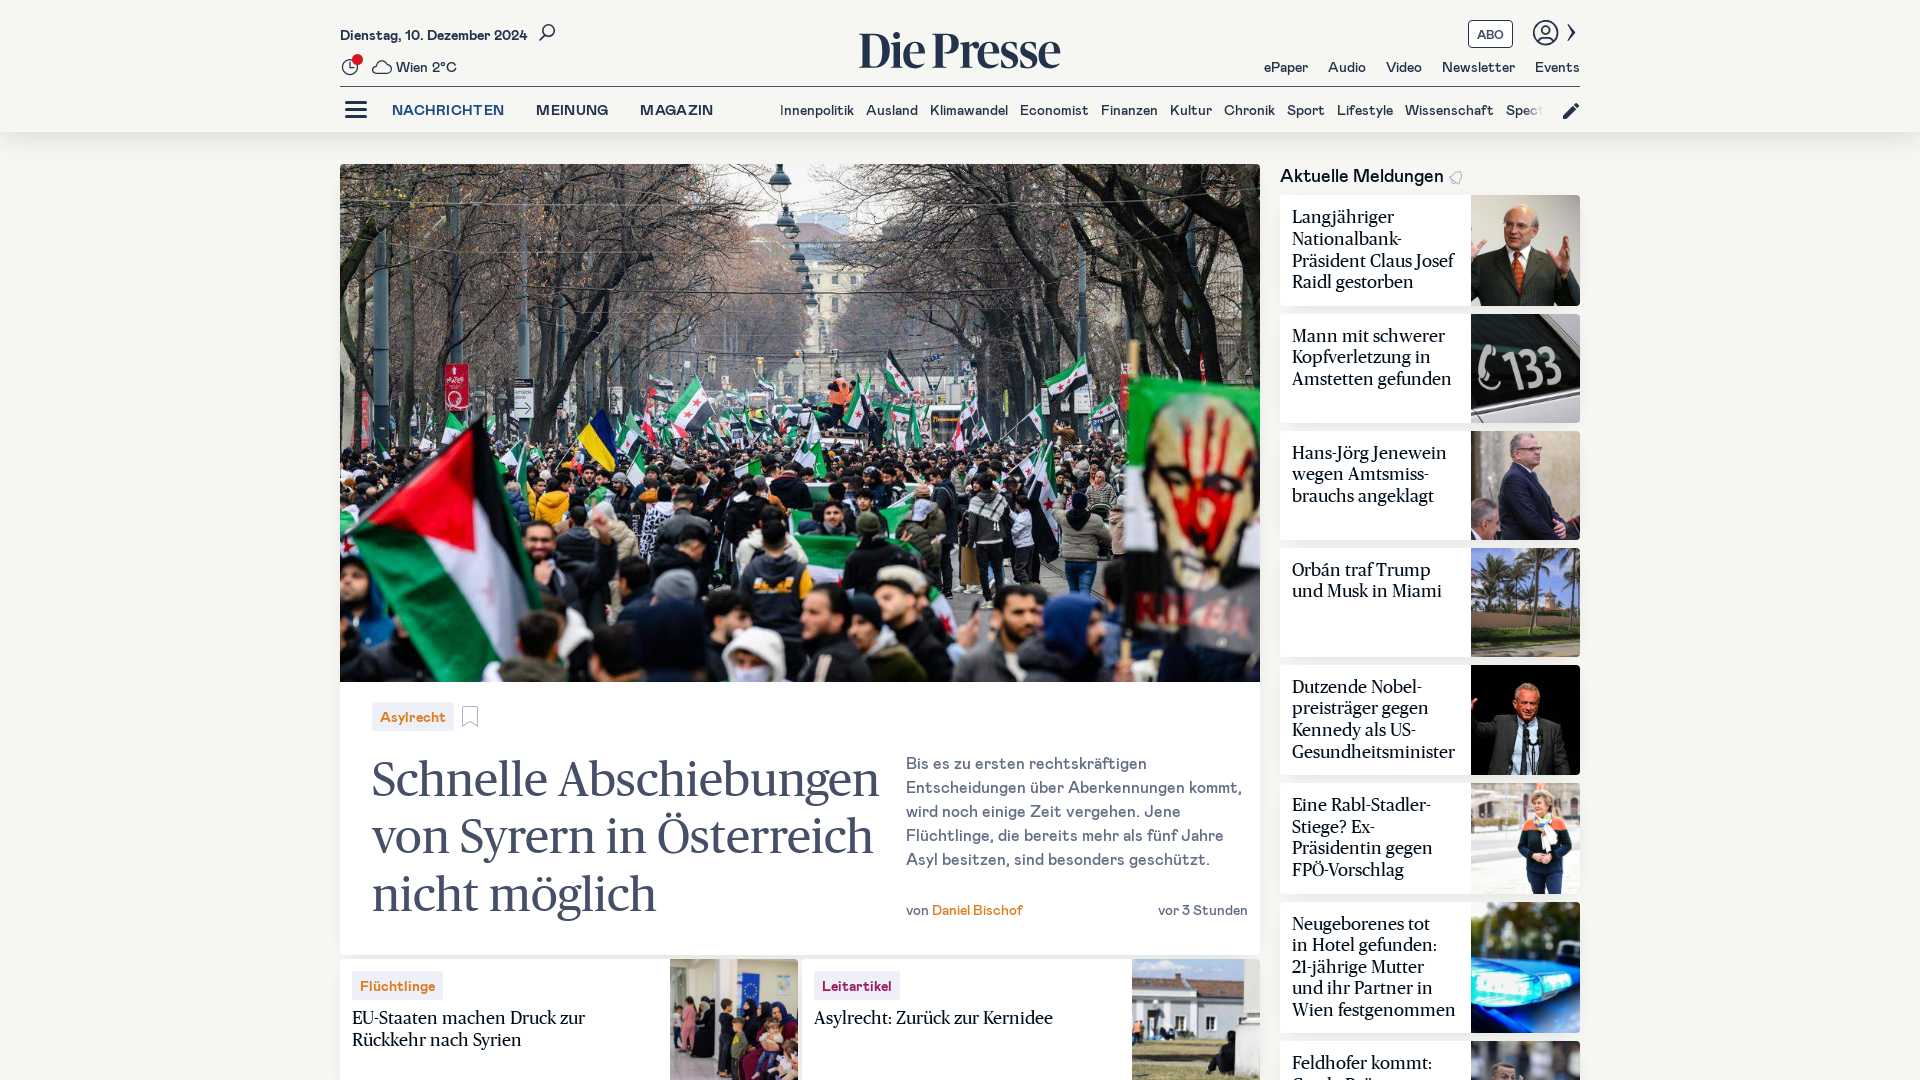 Dienstag, 10. Dezember 2024
Wien 2°C
Die Presse
ABO
ePaper Audio Video Newsletter Events
NACHRICHTEN MEINUNG MAGAZIN
Innenpolitik Ausland Klimawandel Economist Finanzen Kultur Chronik Sport Lifestyle Wissenschaft Spect
Asylrecht
Schnelle Abschiebungen
von Syrern in Österreich
nicht möglich
Bis es zu ersten rechtskräftigen
Entscheidungen über Aberkennungen kommt,
wird noch einige Zeit vergehen. Jene
Flüchtlinge, die bereits mehr als fünf Jahre
Asyl besitzen, sind besonders geschützt.
von Daniel Bischof
vor 3 Stunden
Flüchtlinge
EU-Staaten machen Druck zur
Rückkehr nach Syrien
Leitartikel
Asylrecht: Zurück zur Kernidee
Aktuelle Meldungen
Langjähriger
Nationalbank-
Präsident Claus Josef
Raidl gestorben
Mann mit schwerer
Kopfverletzung in
Amstetten gefunden
133
Hans-Jörg Jenewein
wegen Amtsmiss-
brauchs angeklagt
Orbán traf Trump
und Musk in Miami
Dutzende Nobel-
preisträger gegen
Kennedy als US-
Gesundheitsminister
Eine Rabl-Stadler-
Stiege? Ex-
Präsidentin gegen
FPÖ-Vorschlag
Neugeborenes tot
in Hotel gefunden:
21-jährige Mutter
und ihr Partner in
Wien festgenommen
Feldhofer kommt: